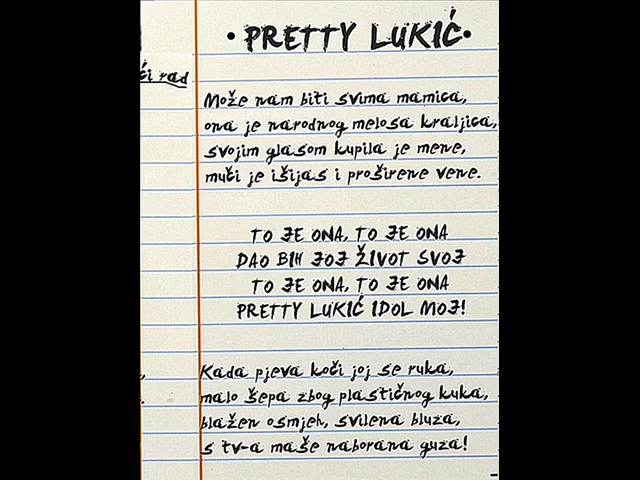 • PRETTY LUKIĆ •
ći rad
Može nam biti svima mamica,
ona je narodnog melosa kraljica,
svojim glasom kupila je mene,
muči je išijas i proširene vene.
TO JE ONA, TO JE ONA
DAO BIH JOJ ŽIVOT SVOJ
TO JE ONA, TO JE ONA
PRETTY LUKIĆ IDOL MOJ!
Kada pjeva koči joj se ruka,
malo šepa zbog plastičnog kuka,
blažen osmjeh, svilena bluza,
s tv-a maše naborana guza!